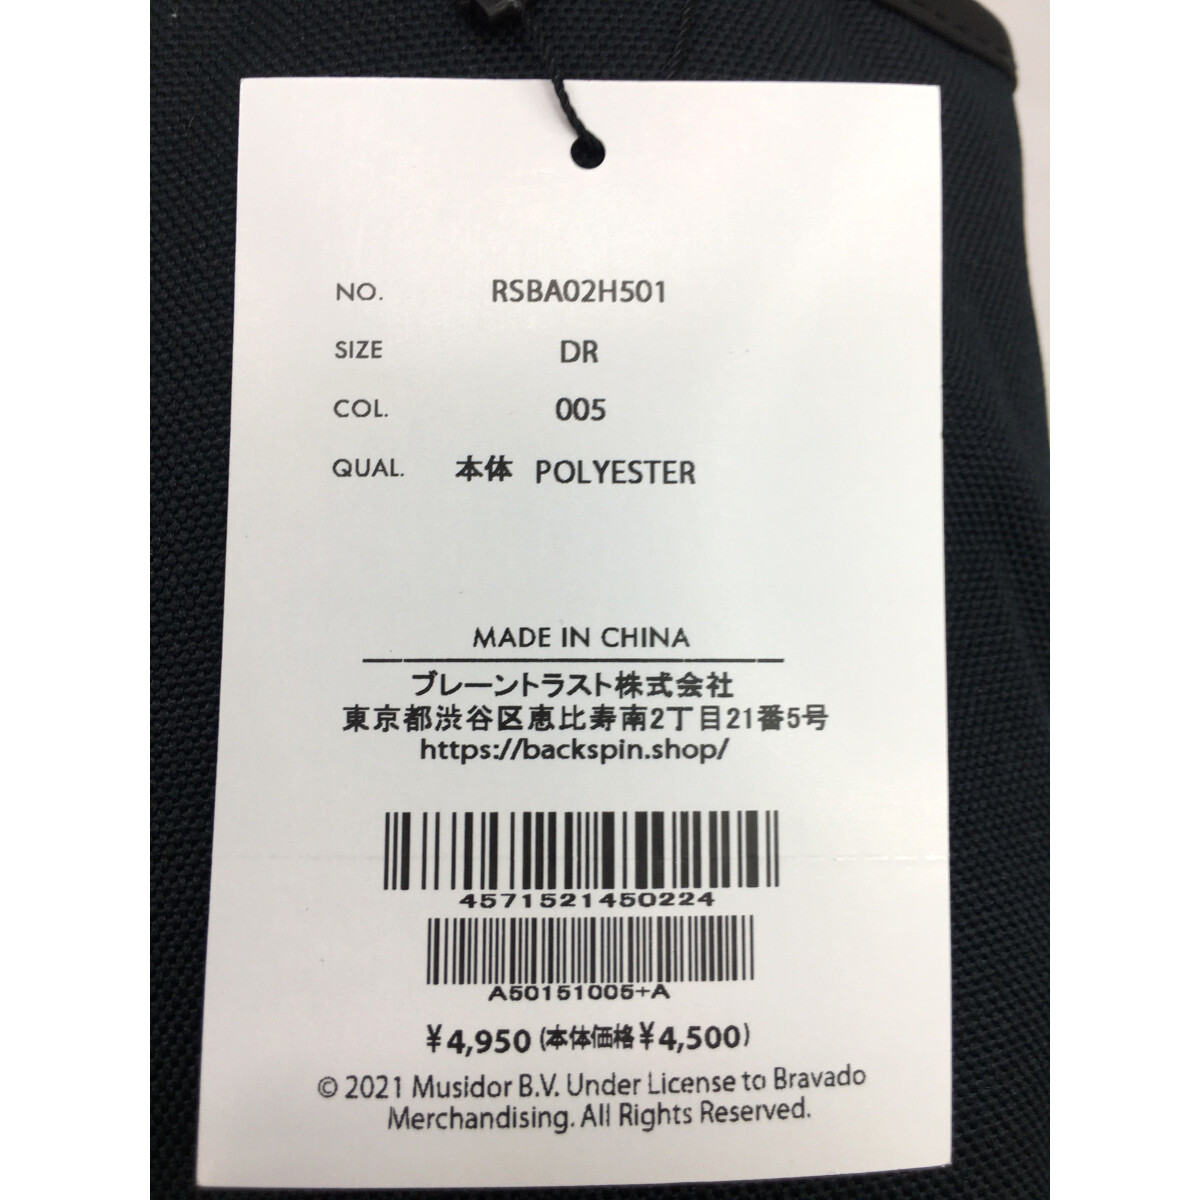 NO. RSBA02H501
SIZE DR
COL. 005
QUAL. 本体 POLYESTER
MADE IN CHINA
ブレーントラスト株式会社
東京都渋谷区恵比寿南2丁目21番5号
https://backspin.shop/
4571521450224
A50151005+A
¥4,950 (本体価格¥4,500)
© 2021 Musidor B.V. Under License to Bravado
Merchandising. All Rights Reserved.